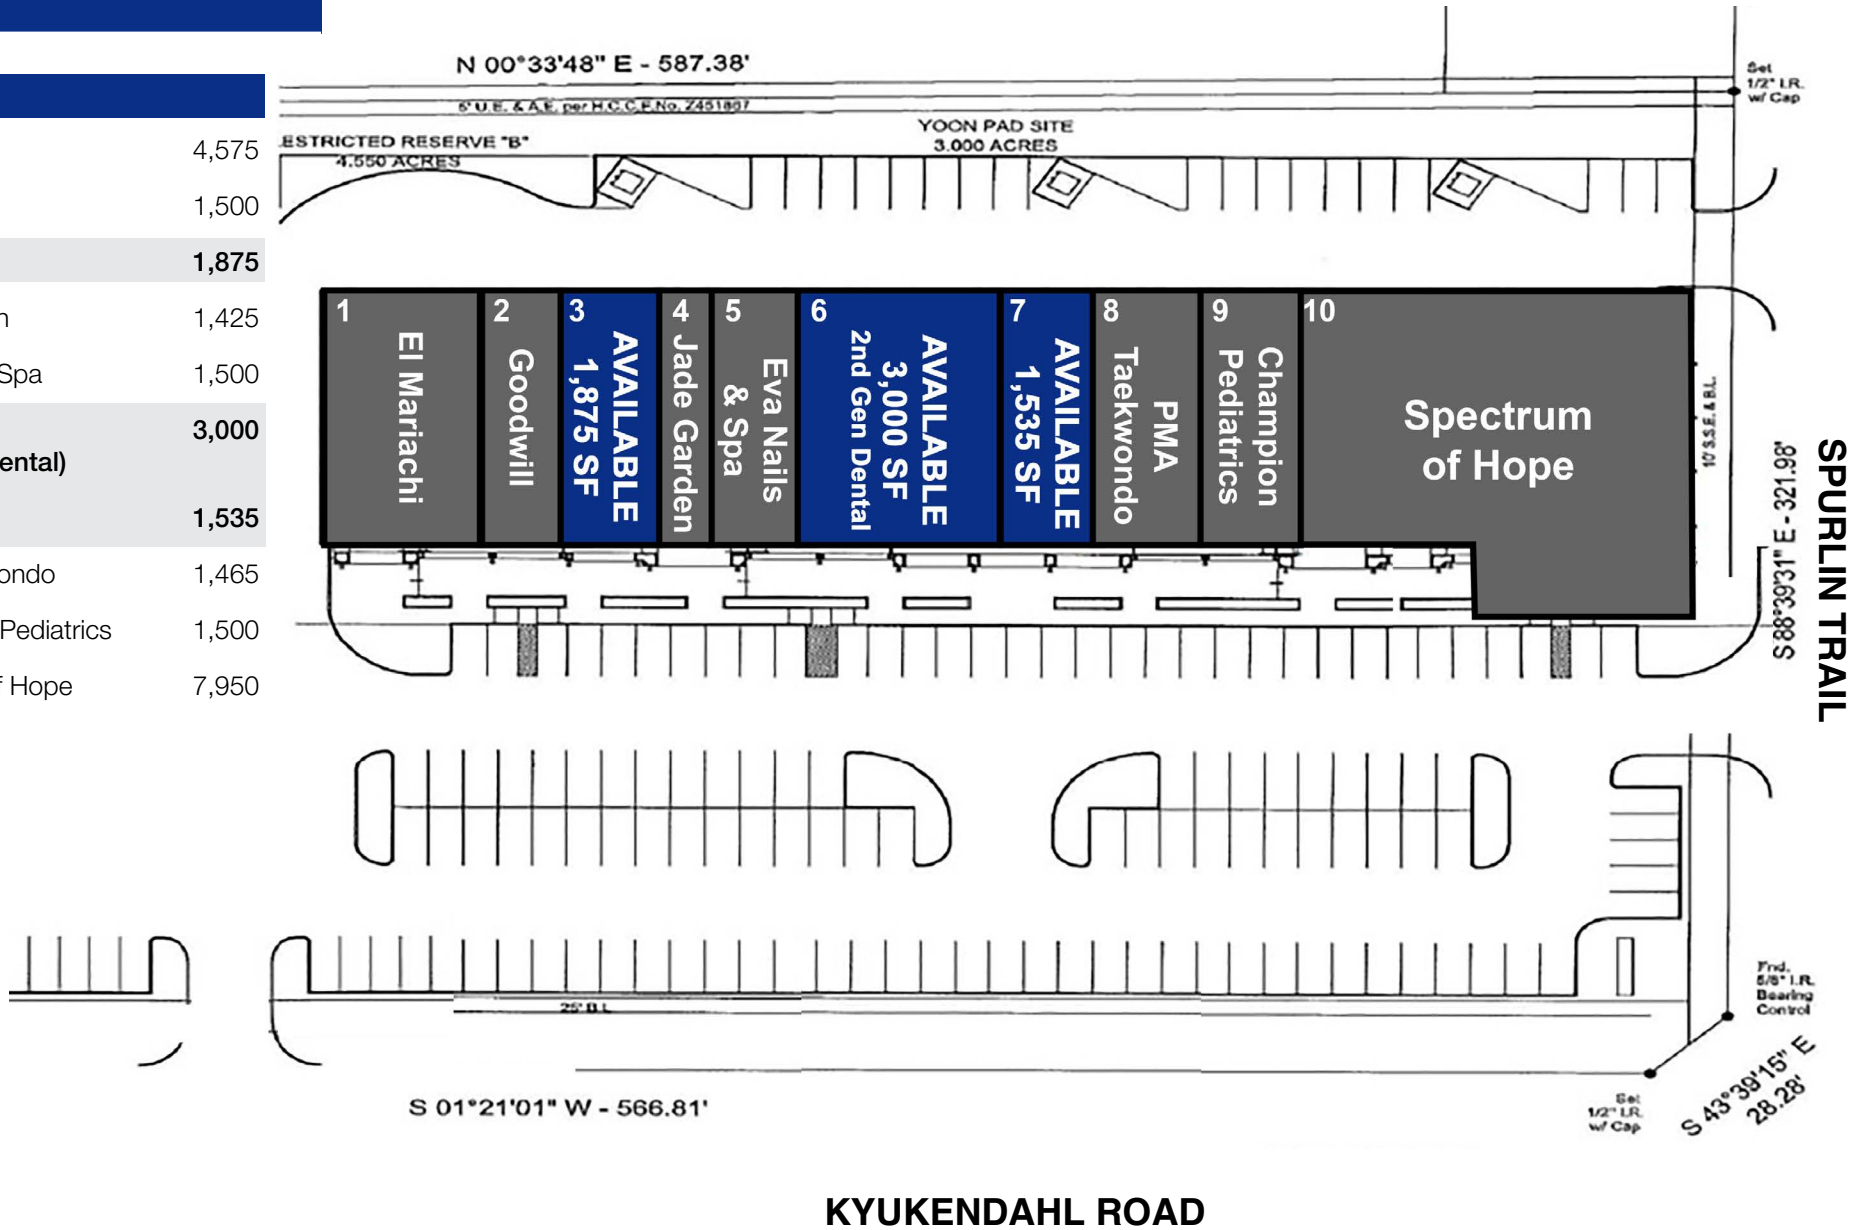 4,575
1,500
1,875
n 1,425
Spa 1,500
3,000
ental)
1,535
ondo 1,465
Pediatrics 1,500
f Hope 7,950
N 00°33'48" E - 587.38'
5' U.E. & A.E. per H.C.C.F.No. Z451867
ESTRICTED RESERVE "B"
4.550 ACRES
YOON PAD SITE
3.000 ACRES
Set
1/2" I.R.
w/ Cap
1
El Mariachi
2
Goodwill
3
AVAILABLE
1,875 SF
4
Jade Garden
5
Eva Nails
& Spa
6
AVAILABLE
3,000 SF
2nd Gen Dental
7
AVAILABLE
1,535 SF
8
PMA
Taekwondo
9
Champion
Pediatrics
10
Spectrum
of Hope
10' S.S.E. & B.L.
S 88°39'31" E - 321.98'
SPURLIN TRAIL
25' B.L.
Fnd.
5/8" I.R.
Bearing
Control
S 43°39'15" E
28.28'
Set
1/2" I.R.
w/ Cap
S 01°21'01" W - 566.81'
KYUKENDAHL ROAD